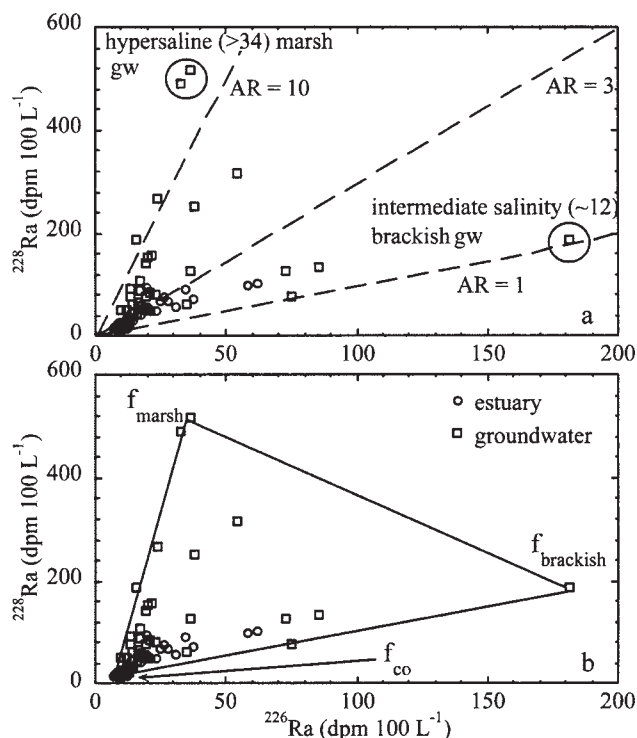 600
hypersaline (>34) marsh
gw
AR = 10
AR = 3
400
228Ra (dpm 100 L-1)
intermediate salinity (~12)
brackish gw
200
AR = 1
a
0
0
50
100
150
200
600
fmarsh
estuary
groundwater
400
228Ra (dpm 100 L-1)
fbrackish
200
fco
b
0
0
50
100
150
200
226Ra (dpm 100 L-1)